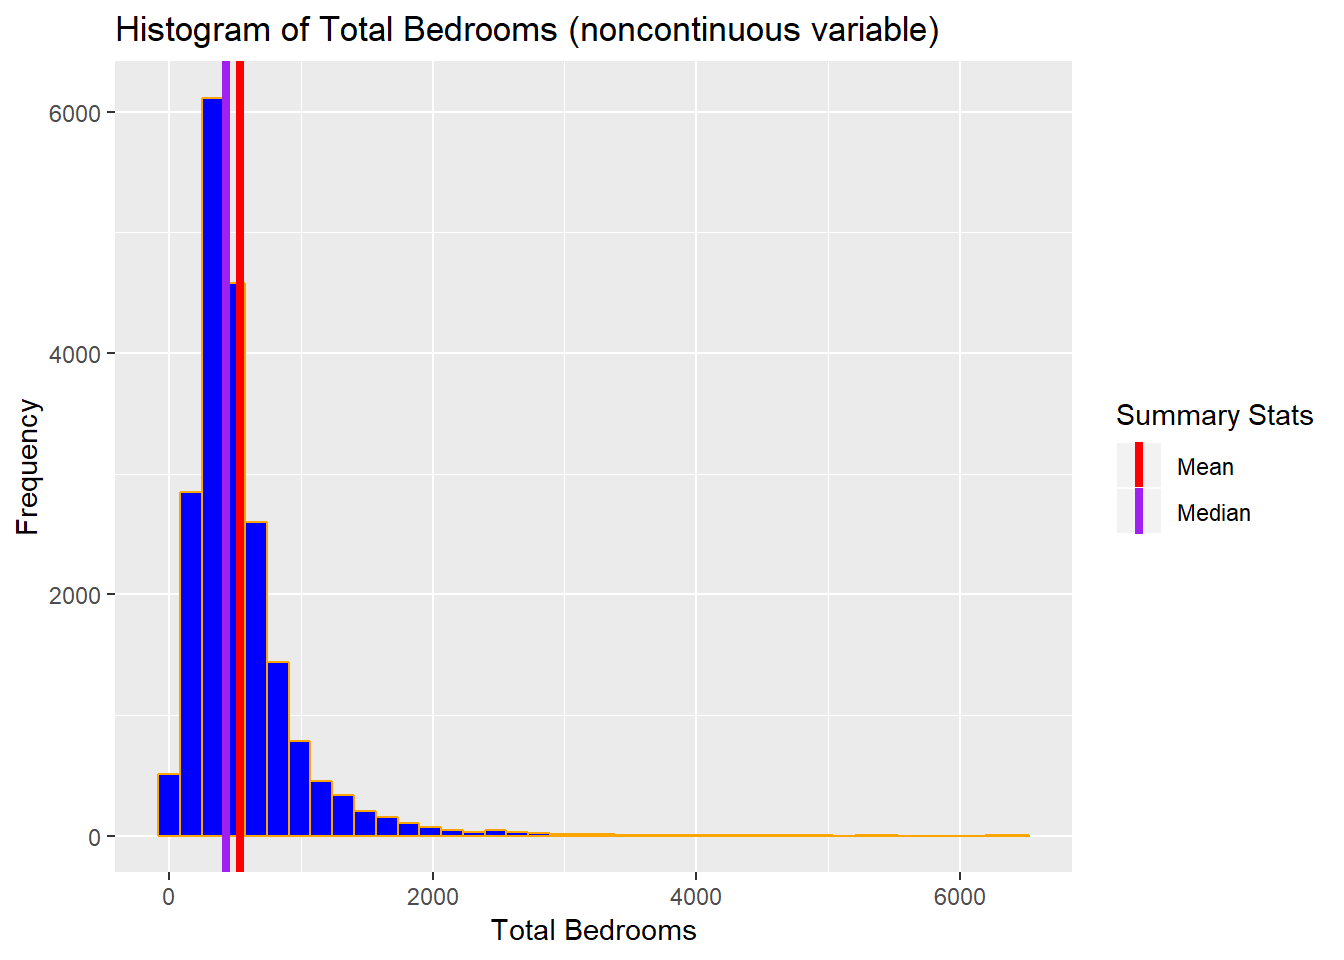 Histogram of Total Bedrooms (noncontinuous variable)
6000
4000
2000
0
Frequency
0 2000 4000 6000
Total Bedrooms
Summary Stats
Mean
Median